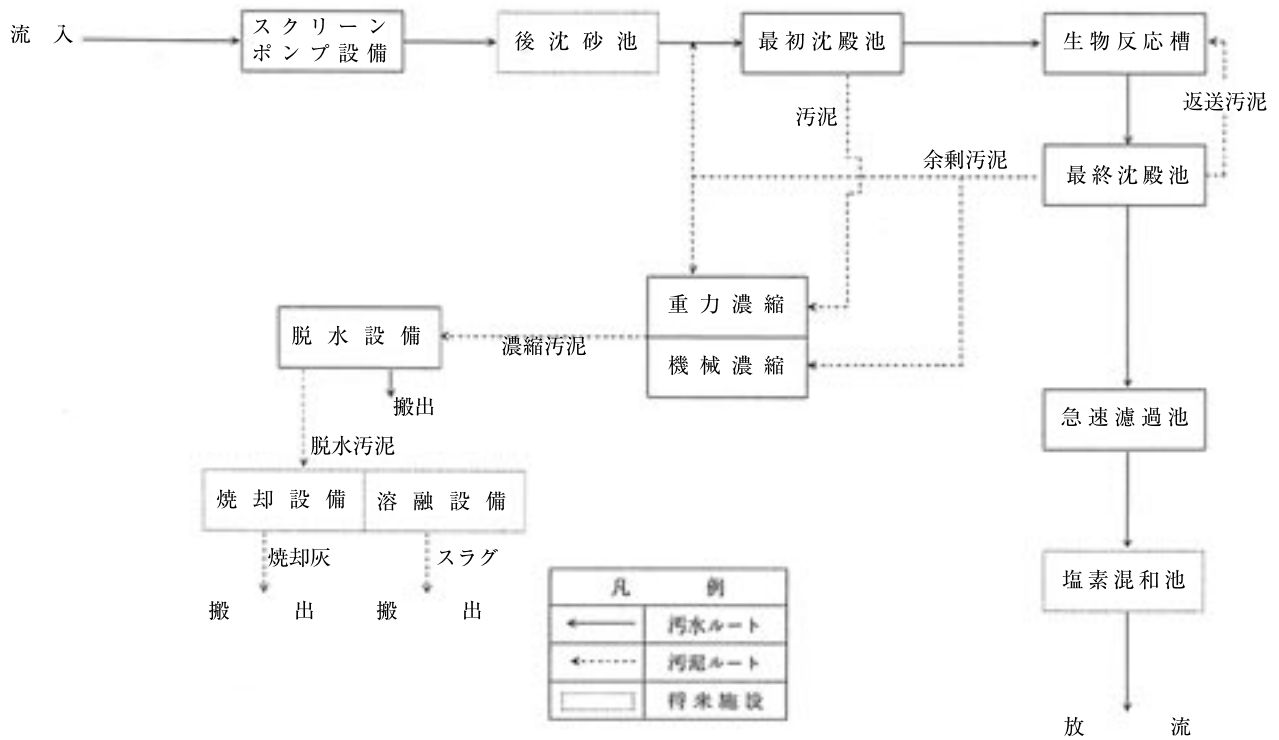 流 入
スクリーン
ポンプ設備
後沈砂池
最初沈殿池
生物反応槽
返送汚泥
汚泥
余剰汚泥
最終沈殿池
重力濃縮
機械濃縮
濃縮汚泥
脱水設備
搬出
脱水汚泥
急速濾過池
焼却設備
溶融設備
焼却灰
スラグ
搬 出
搬 出
塩素混和池
凡 例
汚水ルート
汚泥ルート
将来施設
放 流